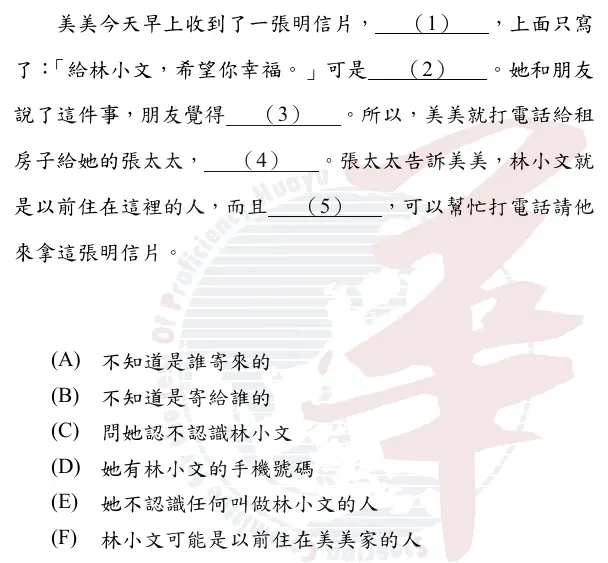 美美今天早上收到了一張明信片，（1），上面只寫
了：「給林小文，希望你幸福。」可是（2）。她和朋友
說了這件事，朋友覺得（3）。所以，美美就打電話給租
房子給她的張太太，（4）。張太太告訴美美，林小文就
是以前住在這裡的人，而且（5），可以幫忙打電話請他
來拿這張明信片。
(A) 不知道是誰寄來的
(B) 不知道是寄給誰的
(C) 問她認不認識林小文
(D) 她有林小文的手機號碼
(E) 她不認識任何叫做林小文的人
(F) 林小文可能是以前住在美美家的人